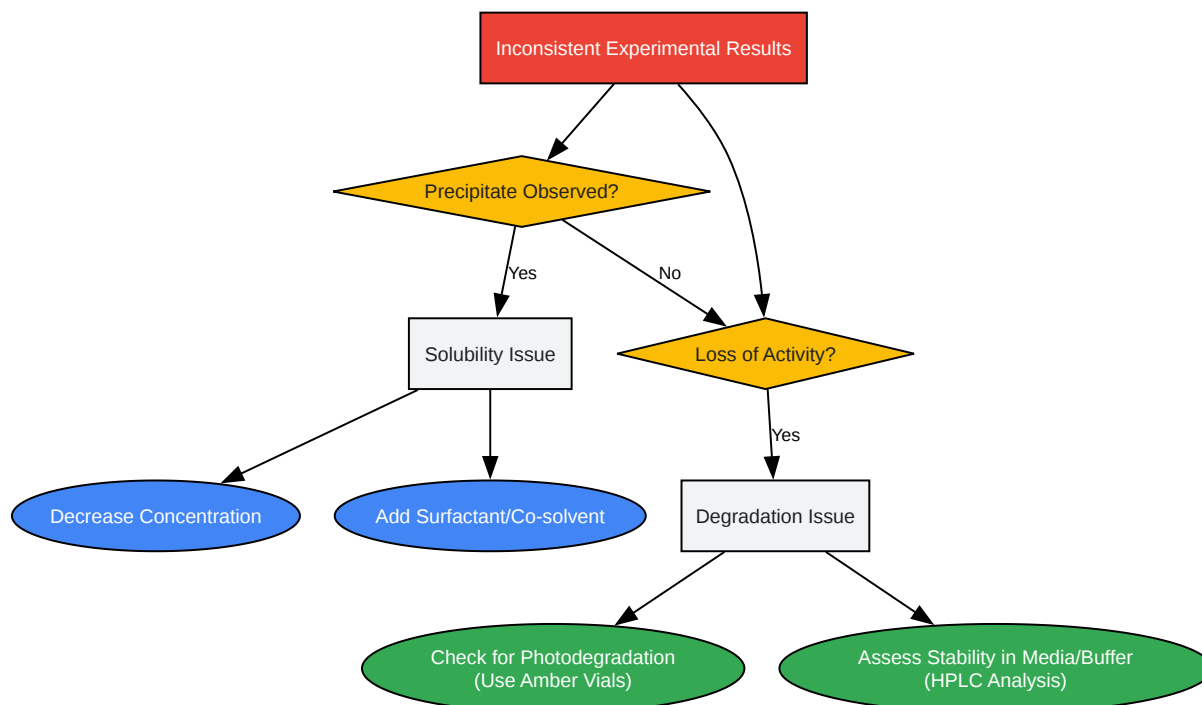 Inconsistent Experimental Results
Precipitate Observed?
Yes
No
Solubility Issue
Loss of Activity?
Yes
Decrease Concentration
Add Surfactant/Co-solvent
Degradation Issue
Check for Photodegradation
(Use Amber Vials)
Assess Stability in Media/Buffer
(HPLC Analysis)